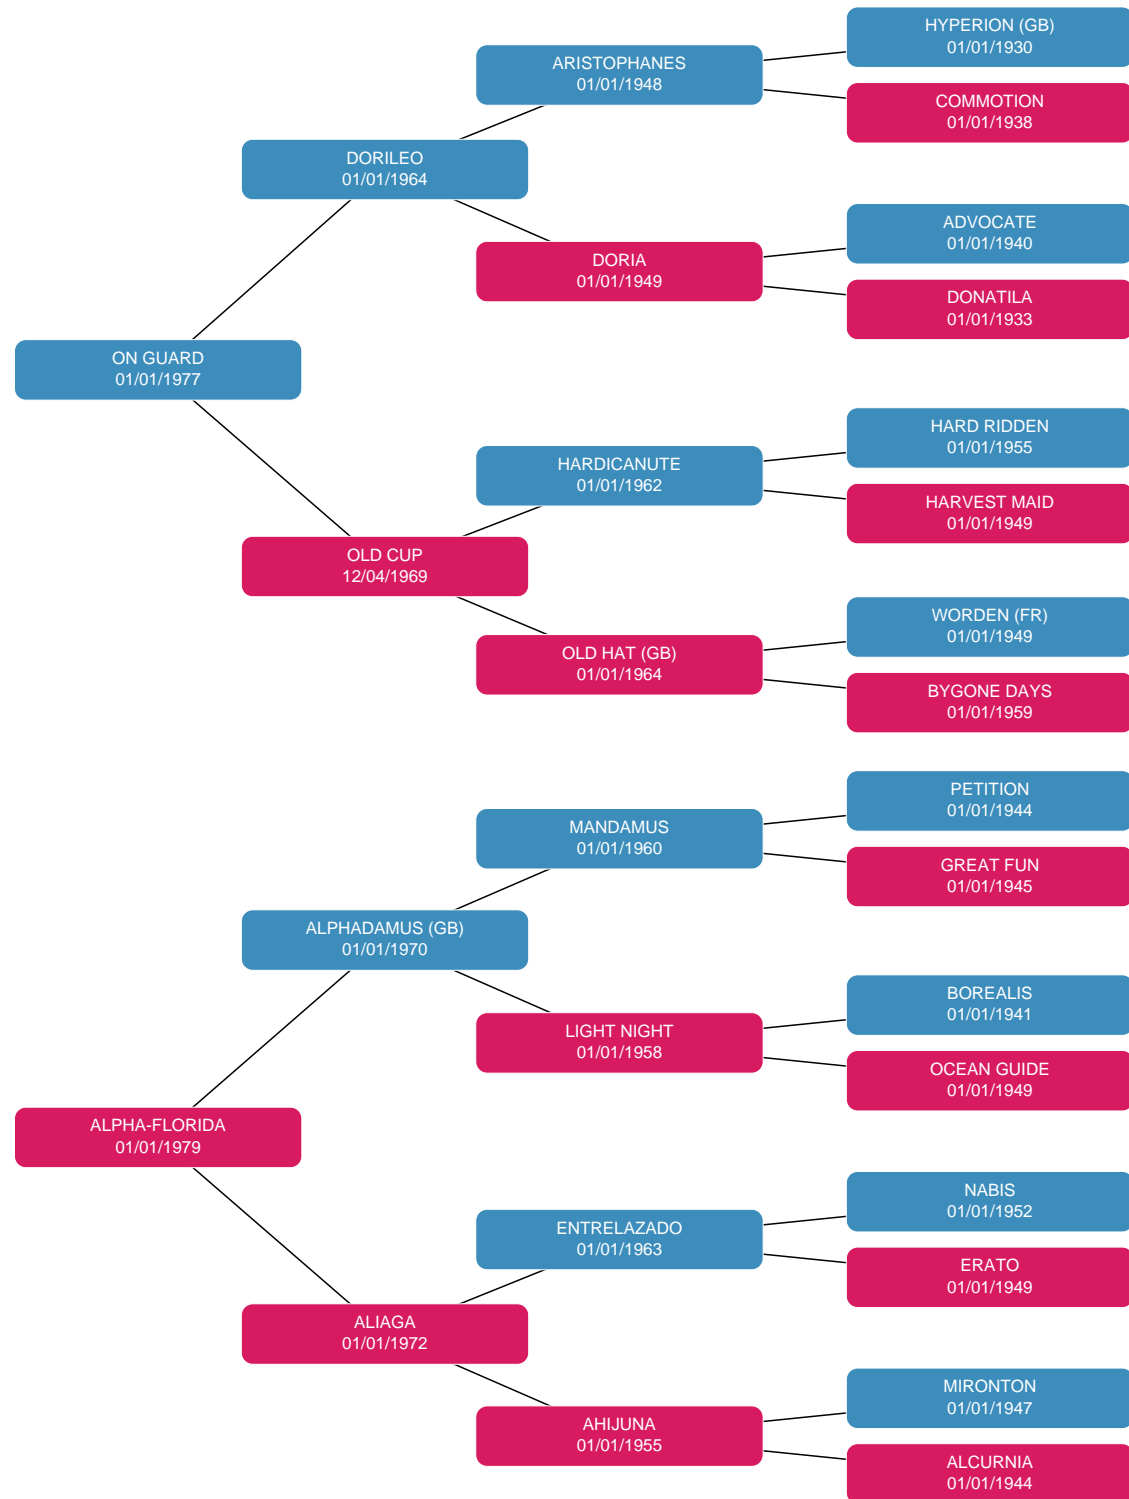 HYPERION (GB)
01/01/1930
ARISTOPHANES
01/01/1948
COMMOTION
01/01/1938
DORILEO
01/01/1964
ADVOCATE
01/01/1940
DORIA
01/01/1949
DONATILA
01/01/1933
ON GUARD
01/01/1977
HARD RIDDEN
01/01/1955
HARDICANUTE
01/01/1962
HARVEST MAID
01/01/1949
OLD CUP
12/04/1969
WORDEN (FR)
01/01/1949
OLD HAT (GB)
01/01/1964
BYGONE DAYS
01/01/1959
PETITION
01/01/1944
MANDAMUS
01/01/1960
GREAT FUN
01/01/1945
ALPHADAMUS (GB)
01/01/1970
BOREALIS
01/01/1941
LIGHT NIGHT
01/01/1958
OCEAN GUIDE
01/01/1949
ALPHA-FLORIDA
01/01/1979
NABIS
01/01/1952
ENTRELAZADO
01/01/1963
ERATO
01/01/1949
ALIAGA
01/01/1972
MIRONTON
01/01/1947
AHIJUNA
01/01/1955
ALCURNIA
01/01/1944